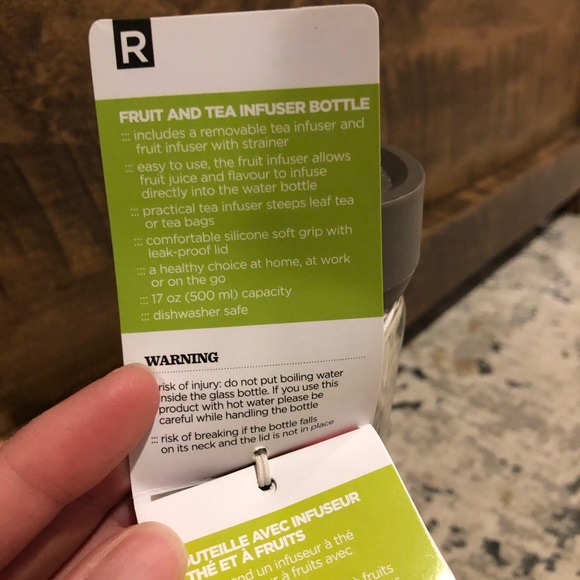 R
FRUIT AND TEA INFUSER BOTTLE
::: includes a removable tea infuser and
fruit infuser with strainer
::: easy to use, the fruit infuser allows
fruit juice and flavour to infuse
directly into the water bottle
::: practical tea infuser steeps leaf tea
or tea bags
::: comfortable silicone soft grip with
leak-proof lid
::: a healthy choice at home, at work
or on the go
::: 17 oz (500 ml) capacity
::: dishwasher safe
WARNING
risk of injury: do not put boiling water
inside the glass bottle. If you use this
product with hot water please be
careful while handling the bottle
::: risk of breaking if the bottle falls
on its neck and the lid is not in place
AVEC INFUSEUR
THÉ ET À FRUITS
un infuseur à thé
à fruits avec
à fruits